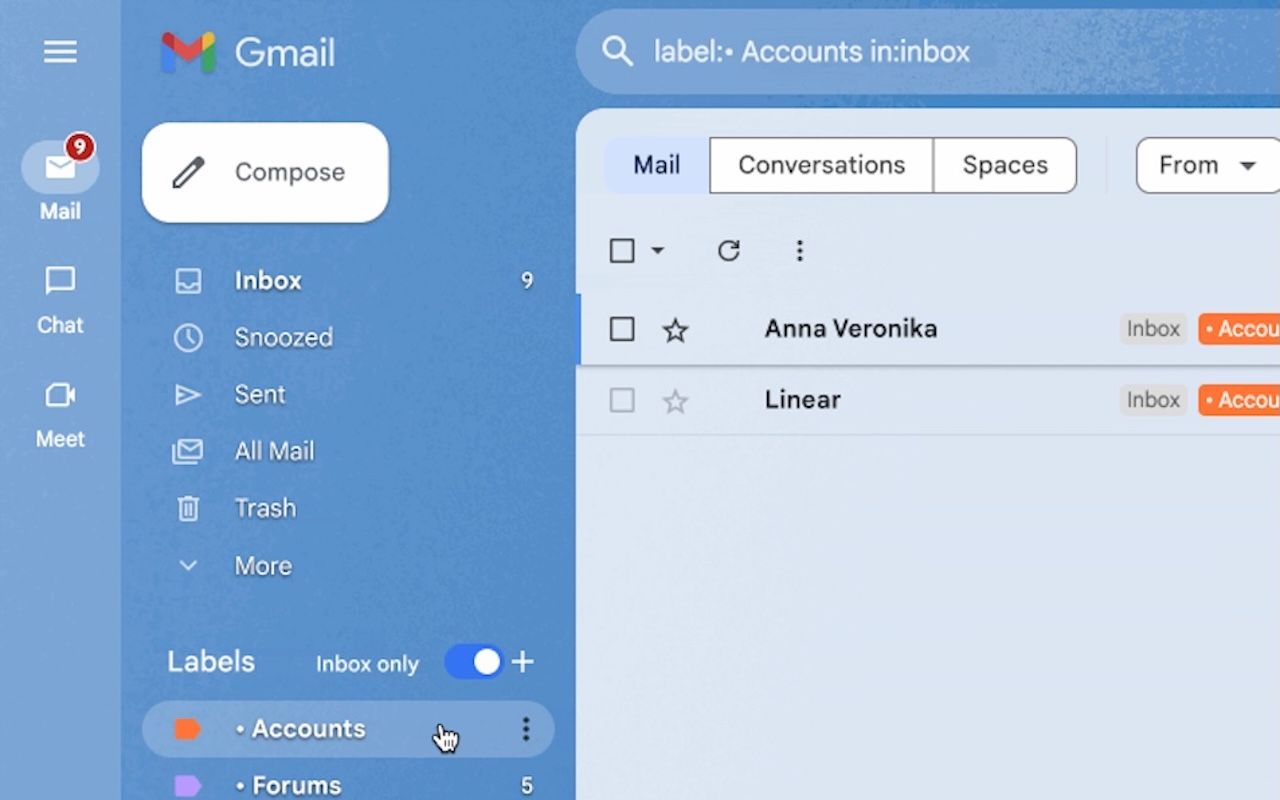 Gmail
label:• Accounts in:inbox
9
Mail
Chat
Meet
Compose
Inbox 9
Snoozed
Sent
All Mail
Trash
More
Labels Inbox only
• Accounts
• Forums 5
Mail Conversations Spaces From
Anna Veronika Inbox • Accou
Linear Inbox • Accou